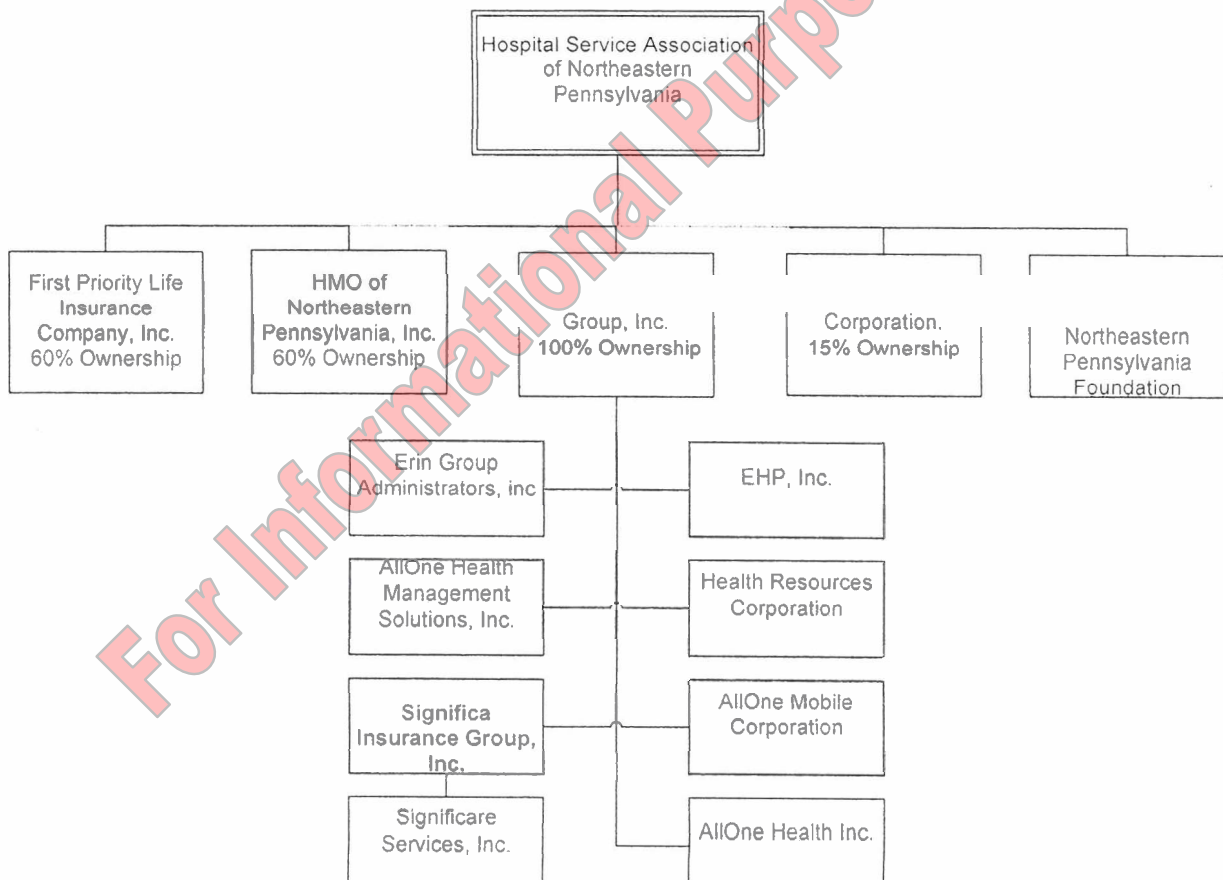 Hospital Service Association
of Northeastern
Pennsylvania
First Priority Life
Insurance
Company, Inc.
60% Ownership
HMO of
Northeastern
Pennsylvania, Inc.
60% Ownership
Group, Inc.
100% Ownership
Corporation.
15% Ownership
Northeastern
Pennsylvania
Foundation
Erin Group
Administrators, inc
EHP, Inc.
AllOne Health
Management
Solutions, Inc.
Health Resources
Corporation
Significa
Insurance Group,
Inc.
AllOne Mobile
Corporation
Significare
Services, Inc.
AllOne Health Inc.
For Informational Purpo